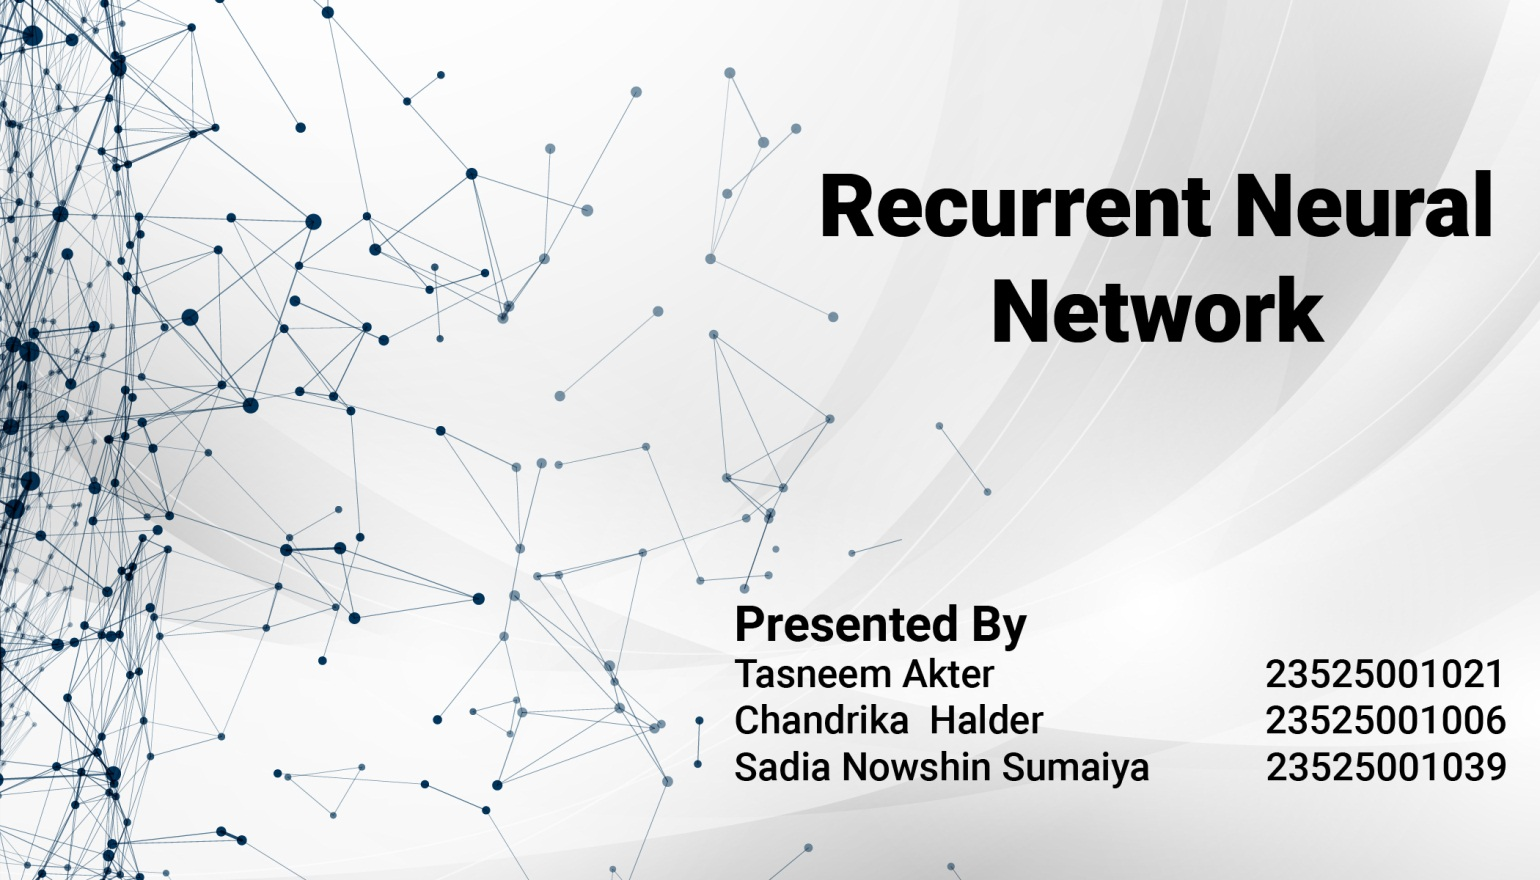 Recurrent Neural
Network
Presented By
Tasneem Akter 23525001021
Chandrika  Halder 23525001006
Sadia Nowshin Sumaiya 23525001039